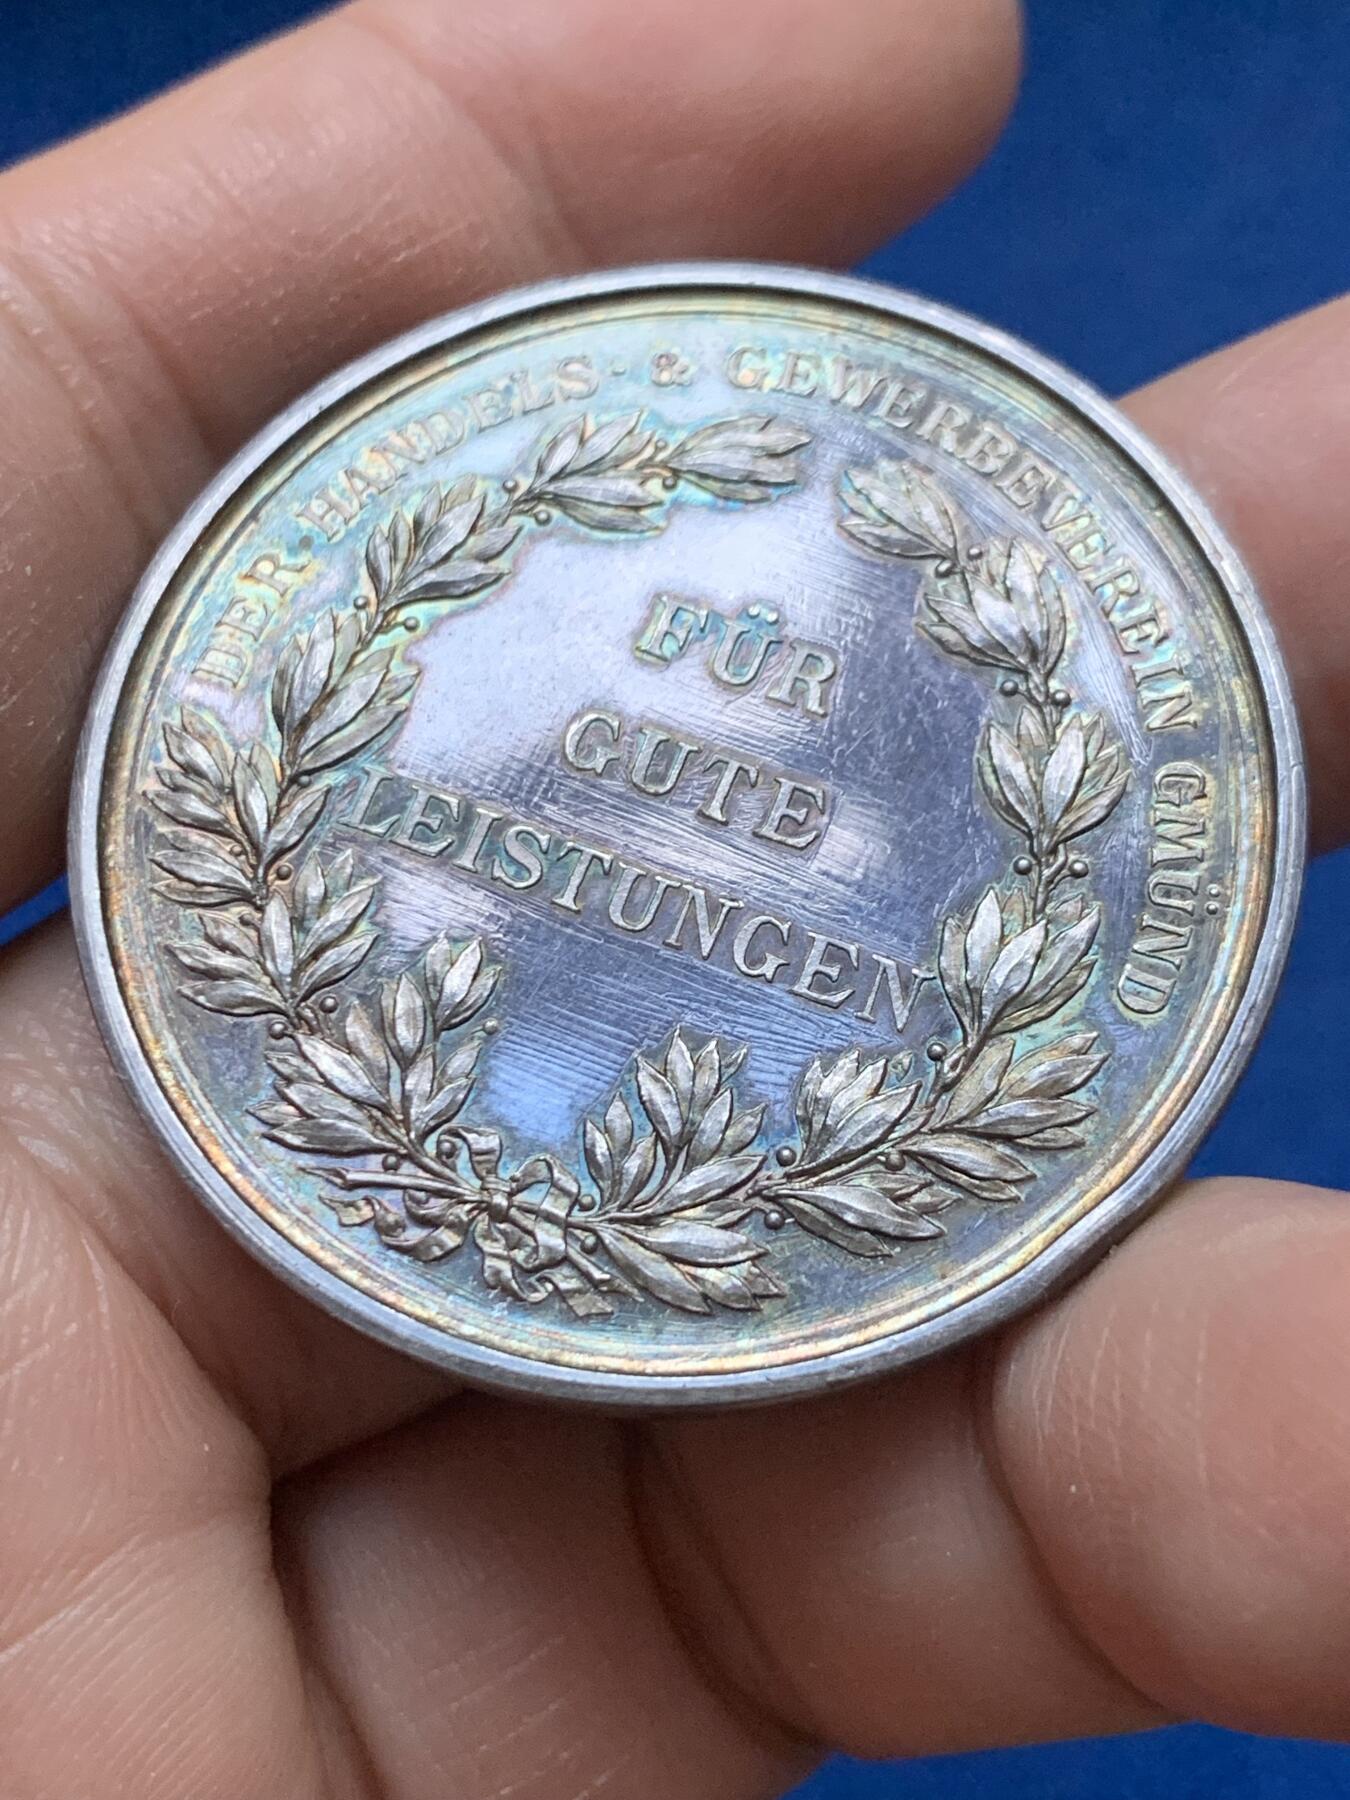 DER HANDELS- & GEWERBEVEREIN GMÜND
FÜR
GUTE
LEISTUNGEN